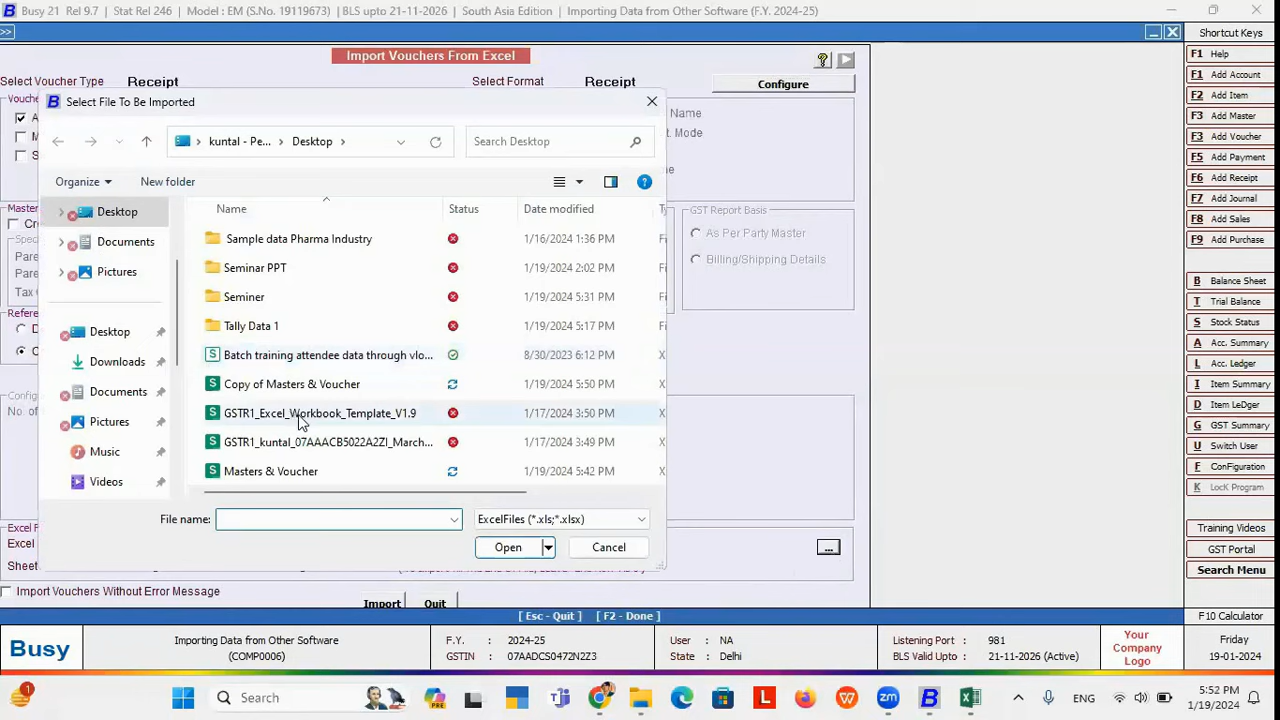 Busy 21 Rel 9.7 | Stat Rel 246 | Model : EM (S.No. 19119673) | BLS upto 21-11-2026 | South Asia Edition | Importing Data from Other Software (F.Y. 2024-25)
>>
Shortcut Keys
Import Vouchers From Excel
Select Voucher Type Receipt Select Format Receipt Configure
Select File To Be Imported
kuntal - Pe... > Desktop >
Search Desktop
Organize
New folder
Name Status Date modified
Desktop
Documents
Pictures
Desktop
Downloads
Documents
Pictures
Music
Videos
Sample data Pharma Industry 1/16/2024 1:36 PM Fi
Seminar PPT 1/19/2024 2:02 PM Fi
Seminer 1/19/2024 5:31 PM Fi
Tally Data 1 1/19/2024 5:17 PM Fi
Batch training attendee data through vlo... 8/30/2023 6:12 PM X
Copy of Masters & Voucher 1/19/2024 5:50 PM X
GSTR1_Excel_Workbook_Template_V1.9 1/17/2024 3:50 PM X
GSTR1_kuntal_07AAACB5022A2ZI_March... 1/17/2024 3:49 PM X
Masters & Voucher 1/19/2024 5:42 PM X
File name:
ExcelFiles (*.xls;*.xlsx)
Open
Cancel
Name
Mode
GST Report Basis
As Per Party Master
Billing/Shipping Details
...
Import Vouchers Without Error Message
Import Quit
[ Esc - Quit ] [ F2 - Done ]
F1 Help
F1 Add Account
F2 Add Item
F3 Add Master
F3 Add Voucher
F5 Add Payment
F6 Add Receipt
F7 Add Journal
F8 Add Sales
F9 Add Purchase
B Balance Sheet
T Trial Balance
S Stock Status
A Acc. Summary
L Acc. Ledger
I Item Summary
D Item LeDger
G GST Summary
U Switch User
F ConFiguration
K LocK Program
Training Videos
GST Portal
Search Menu
F10 Calculator
Busy
Importing Data from Other Software
(COMP0006)
F.Y. : 2024-25
GSTIN : 07AADCS0472N2Z3
User : NA
State : Delhi
Listening Port : 981
BLS Valid Upto : 21-11-2026 (Active)
Your
Company
Logo
Friday
19-01-2024
1
Search
PRE
ENG
5:52 PM
1/19/2024